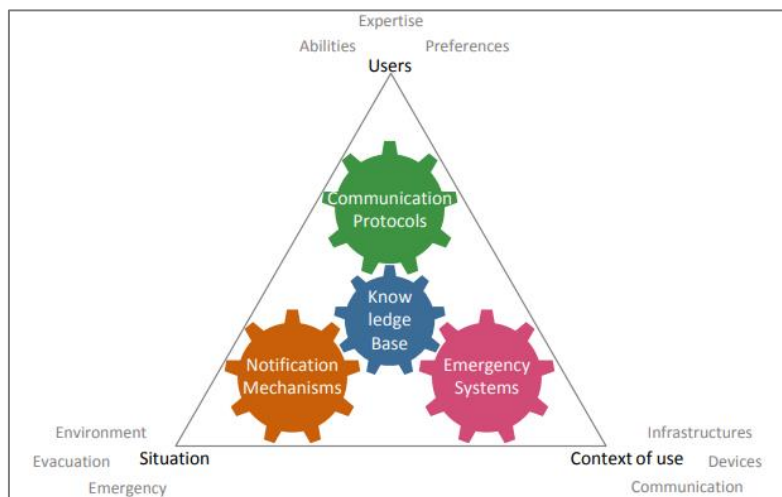 Expertise
Abilities Preferences
Users
Communication
Protocols
Know
ledge
Base
Notification
Mechanisms
Emergency
Systems
Environment
Evacuation
Emergency
Situation
Context of use
Infrastructures
Devices
Communication